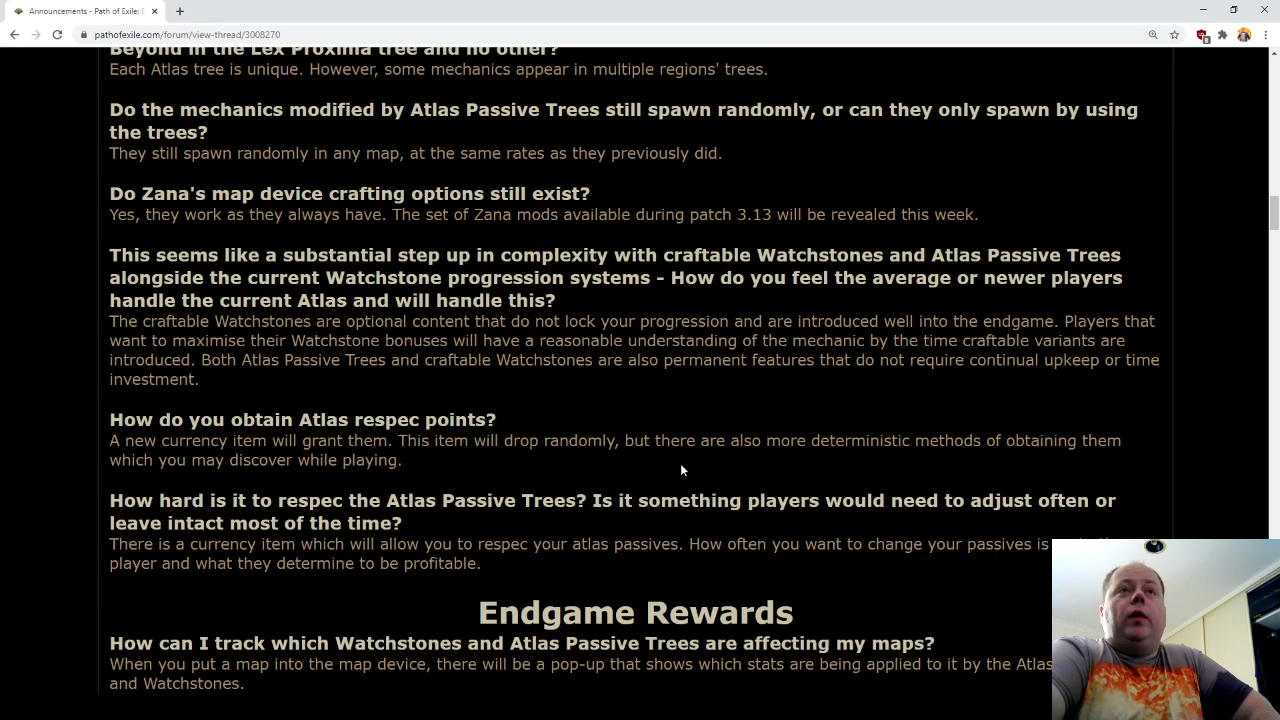 Announcements - Path of Exile: E
pathofexile.com/forum/view-thread/3008270
Beyond in the Lex Proxima tree and no other?
Each Atlas tree is unique. However, some mechanics appear in multiple regions' trees.
Do the mechanics modified by Atlas Passive Trees still spawn randomly, or can they only spawn by using
the trees?
They still spawn randomly in any map, at the same rates as they previously did.
Do Zana's map device crafting options still exist?
Yes, they work as they always have. The set of Zana mods available during patch 3.13 will be revealed this week.
This seems like a substantial step up in complexity with craftable Watchstones and Atlas Passive Trees
alongside the current Watchstone progression systems - How do you feel the average or newer players
handle the current Atlas and will handle this?
The craftable Watchstones are optional content that do not lock your progression and are introduced well into the endgame. Players that
want to maximise their Watchstone bonuses will have a reasonable understanding of the mechanic by the time craftable variants are
introduced. Both Atlas Passive Trees and craftable Watchstones are also permanent features that do not require continual upkeep or time
investment.
How do you obtain Atlas respec points?
A new currency item will grant them. This item will drop randomly, but there are also more deterministic methods of obtaining them
which you may discover while playing.
How hard is it to respec the Atlas Passive Trees? Is it something players would need to adjust often or
leave intact most of the time?
There is a currency item which will allow you to respec your atlas passives. How often you want to change your passives is
player and what they determine to be profitable.
Endgame Rewards
How can I track which Watchstones and Atlas Passive Trees are affecting my maps?
When you put a map into the map device, there will be a pop-up that shows which stats are being applied to it by the Atlas
and Watchstones.